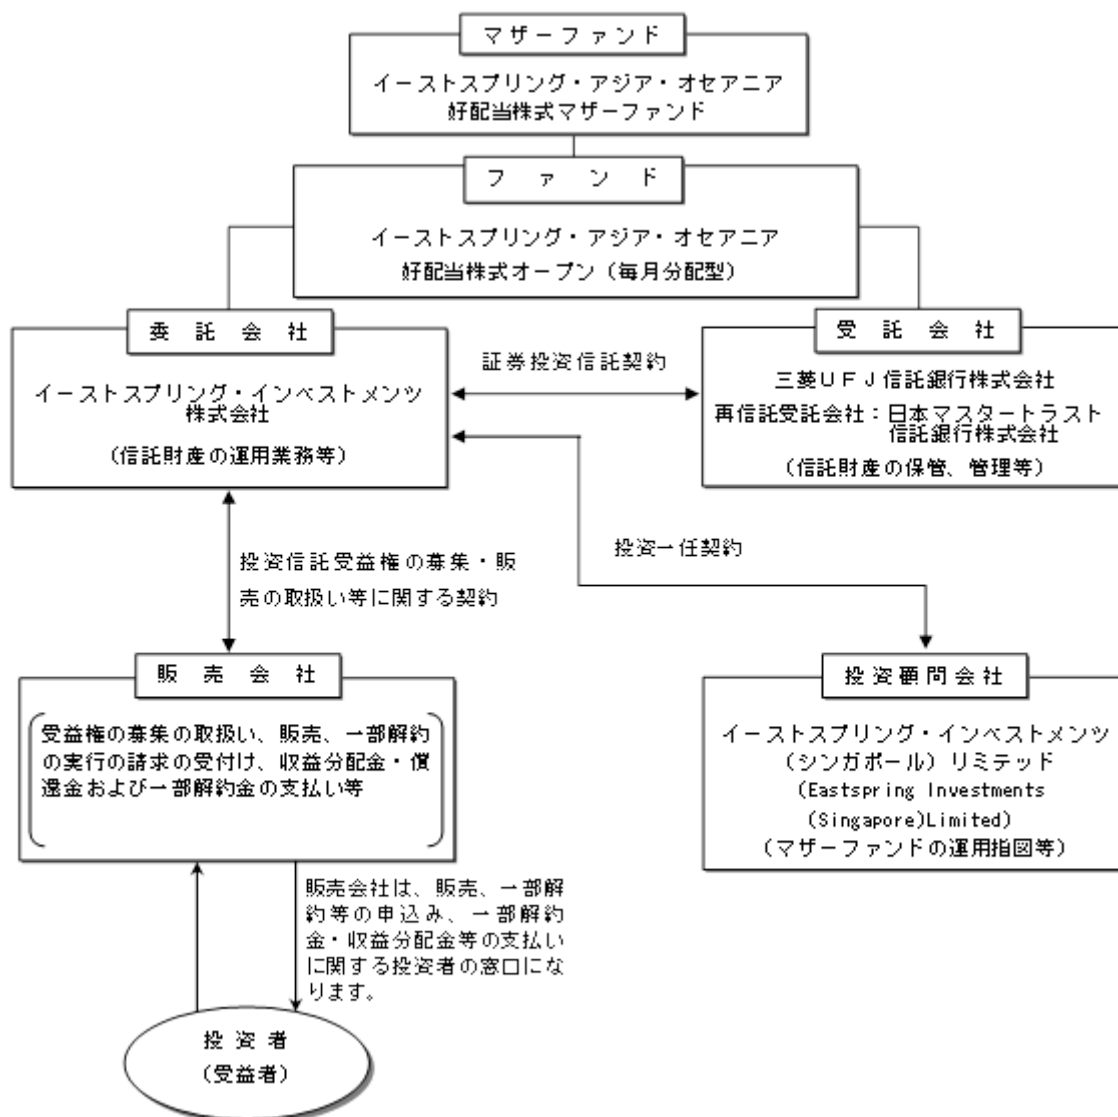 マザーファンド
イーストスプリング・アジア・オセアニア
好配当株式マザーファンド
ファンド
イーストスプリング・アジア・オセアニア
好配当株式オープン（毎月分配型）
委託会社
イーストスプリング・インベストメンツ
株式会社
（信託財産の運用業務等）
証券投資信託契約
受託会社
三菱ＵＦＪ信託銀行株式会社
再信託受託会社：日本マスタートラスト
信託銀行株式会社
（信託財産の保管、管理等）
投資信託受益権の募集・販
売の取扱い等に関する契約
投資一任契約
販売会社
受益権の募集の取扱い、販売、一部解約
の実行の請求の受付け、収益分配金・償
還金および一部解約金の支払い等
投資顧問会社
イーストスプリング・インベストメンツ
（シンガポール）リミテッド
(Eastspring Investments
(Singapore)Limited)
（マザーファンドの運用指図等）
販売会社は、販売、一部解
約等の申込み、一部解約
金・収益分配金等の支払い
に関する投資者の窓口にな
ります。
投資者
（受益者）